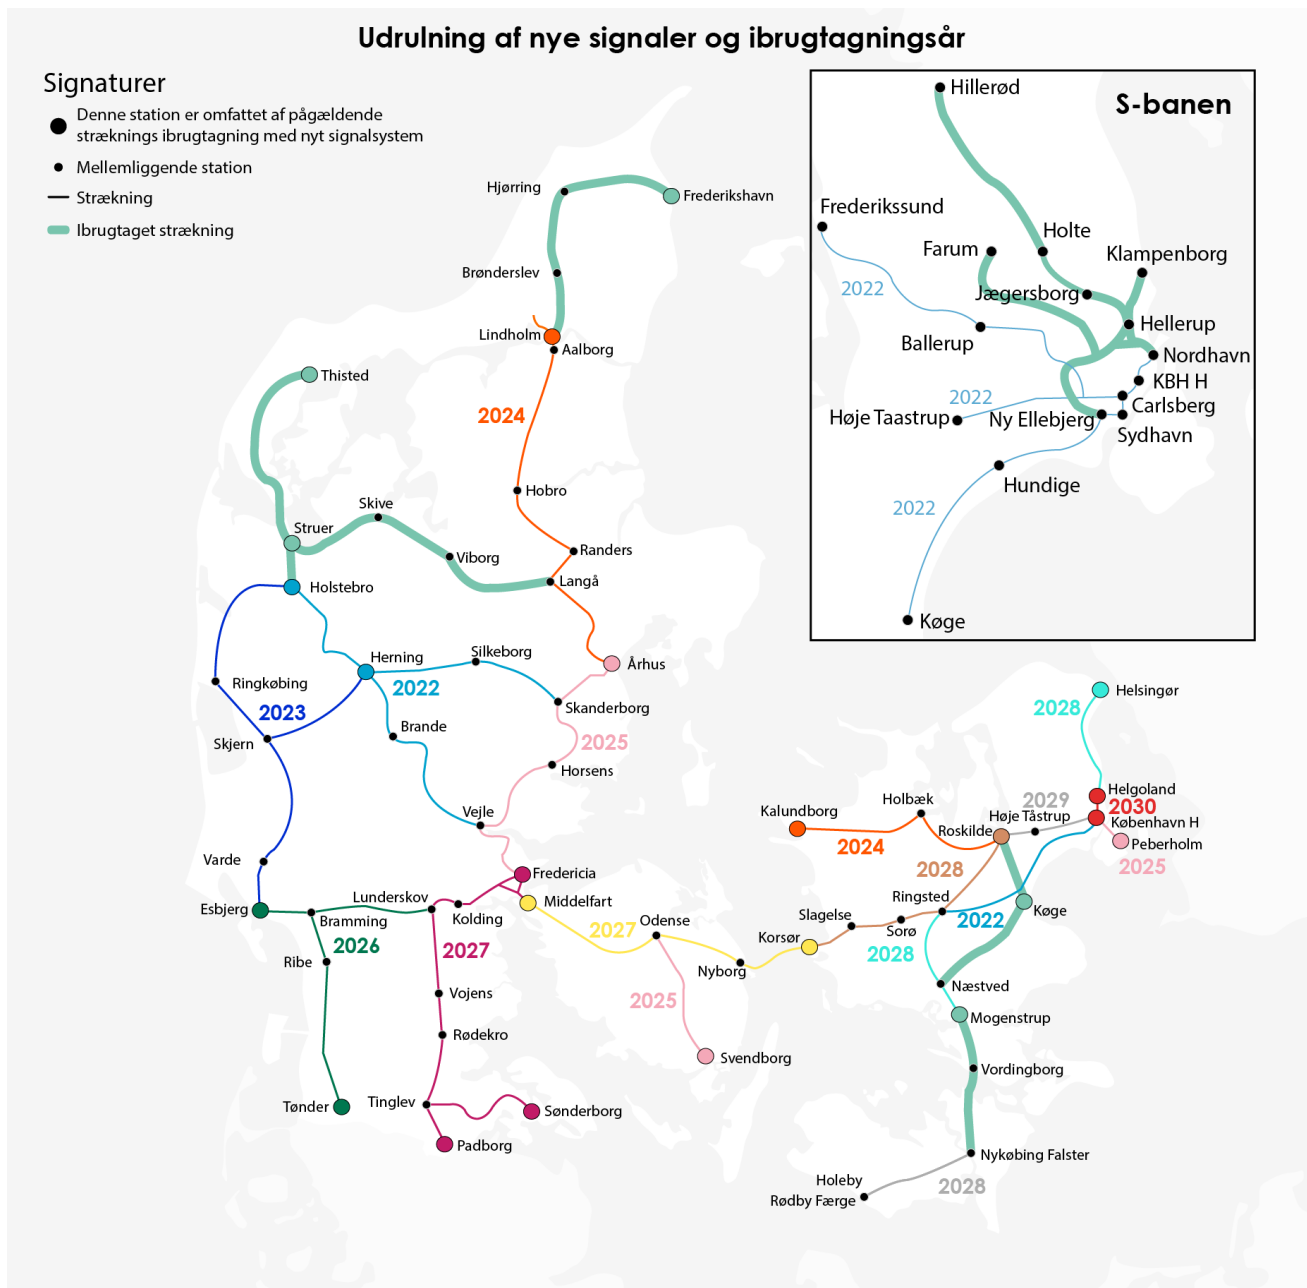 Udrulning af nye signaler og ibrugtagningsår
Signaturer
Denne station er omfattet af pågældende
stræknings ibrugtagning med nyt signalsystem
Mellemliggende station
Strækning
Ibrugtaget strækning
S-banen
Hillerød
Frederikssund
Farum
Holte
Klampenborg
2022
Jægersborg
Ballerup
Hellerup
Nordhavn
KBH H
2022
Carlsberg
Høje Taastrup
Ny Ellebjerg
Sydhavn
Hundige
2022
Køge
Hjørring
Frederikshavn
Brønderslev
Lindholm
Aalborg
Thisted
2024
Hobro
Skive
Struer
Viborg
Randers
Langå
Holstebro
Herning
Silkeborg
Århus
Ringkøbing
2022
2023
Skanderborg
Skjern
Brande
2025
Horsens
Vejle
Varde
Fredericia
Esbjerg
Lunderskov
Middelfart
Bramming
Kolding
2026
2027
Ribe
Vojens
Rødekro
Tønder
Tinglev
Sønderborg
Padborg
2027
Odense
Nyborg
Korsør
2025
Svendborg
Helsingør
2028
Helgoland
2029
2030
Kalundborg
Holbæk
Høje Tåstrup
København H
Roskilde
Peberholm
2024
2025
2028
Ringsted
Slagelse
Sorø
2022
Køge
2028
Næstved
Mogenstrup
Vordingborg
Nykøbing Falster
2028
Holeby
Rødby Færge